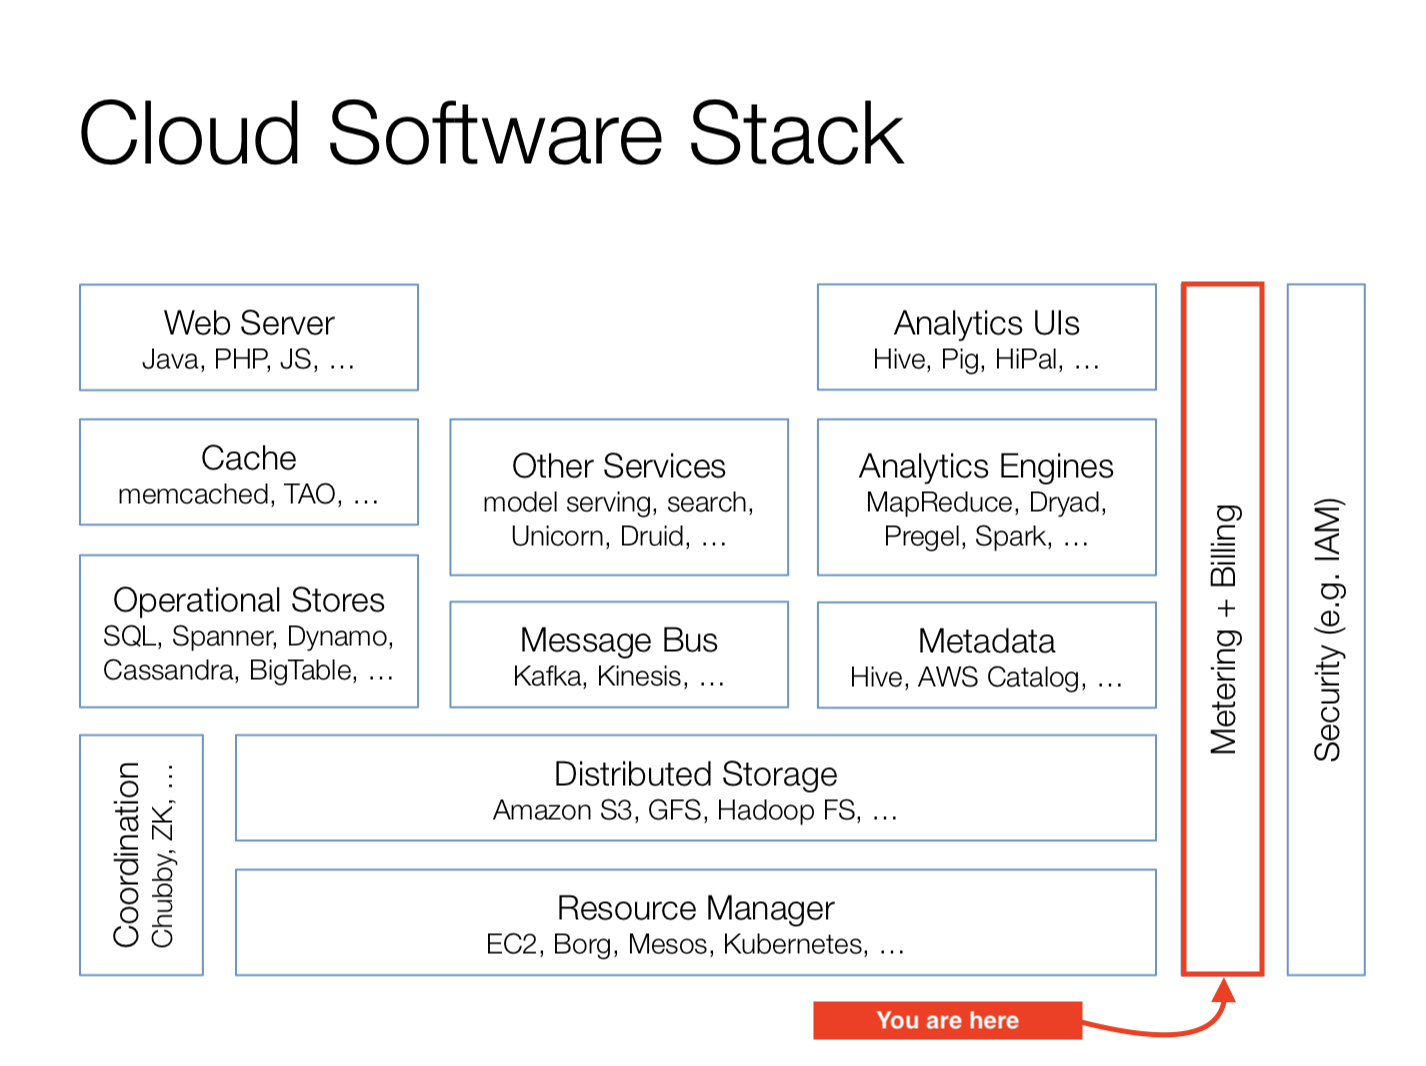 Cloud Software Stack
Web Server
Java, PHP, JS, …
Analytics UIs
Hive, Pig, HiPal, …
Cache
memcached, TAO, …
Other Services
model serving, search,
Unicorn, Druid, …
Analytics Engines
MapReduce, Dryad,
Pregel, Spark, …
Operational Stores
SQL, Spanner, Dynamo,
Cassandra, BigTable, …
Message Bus
Kafka, Kinesis, …
Metadata
Hive, AWS Catalog, …
Coordination
Chubby, ZK, …
Distributed Storage
Amazon S3, GFS, Hadoop FS, …
Resource Manager
EC2, Borg, Mesos, Kubernetes, …
Metering + Billing
Security (e.g. IAM)
You are here